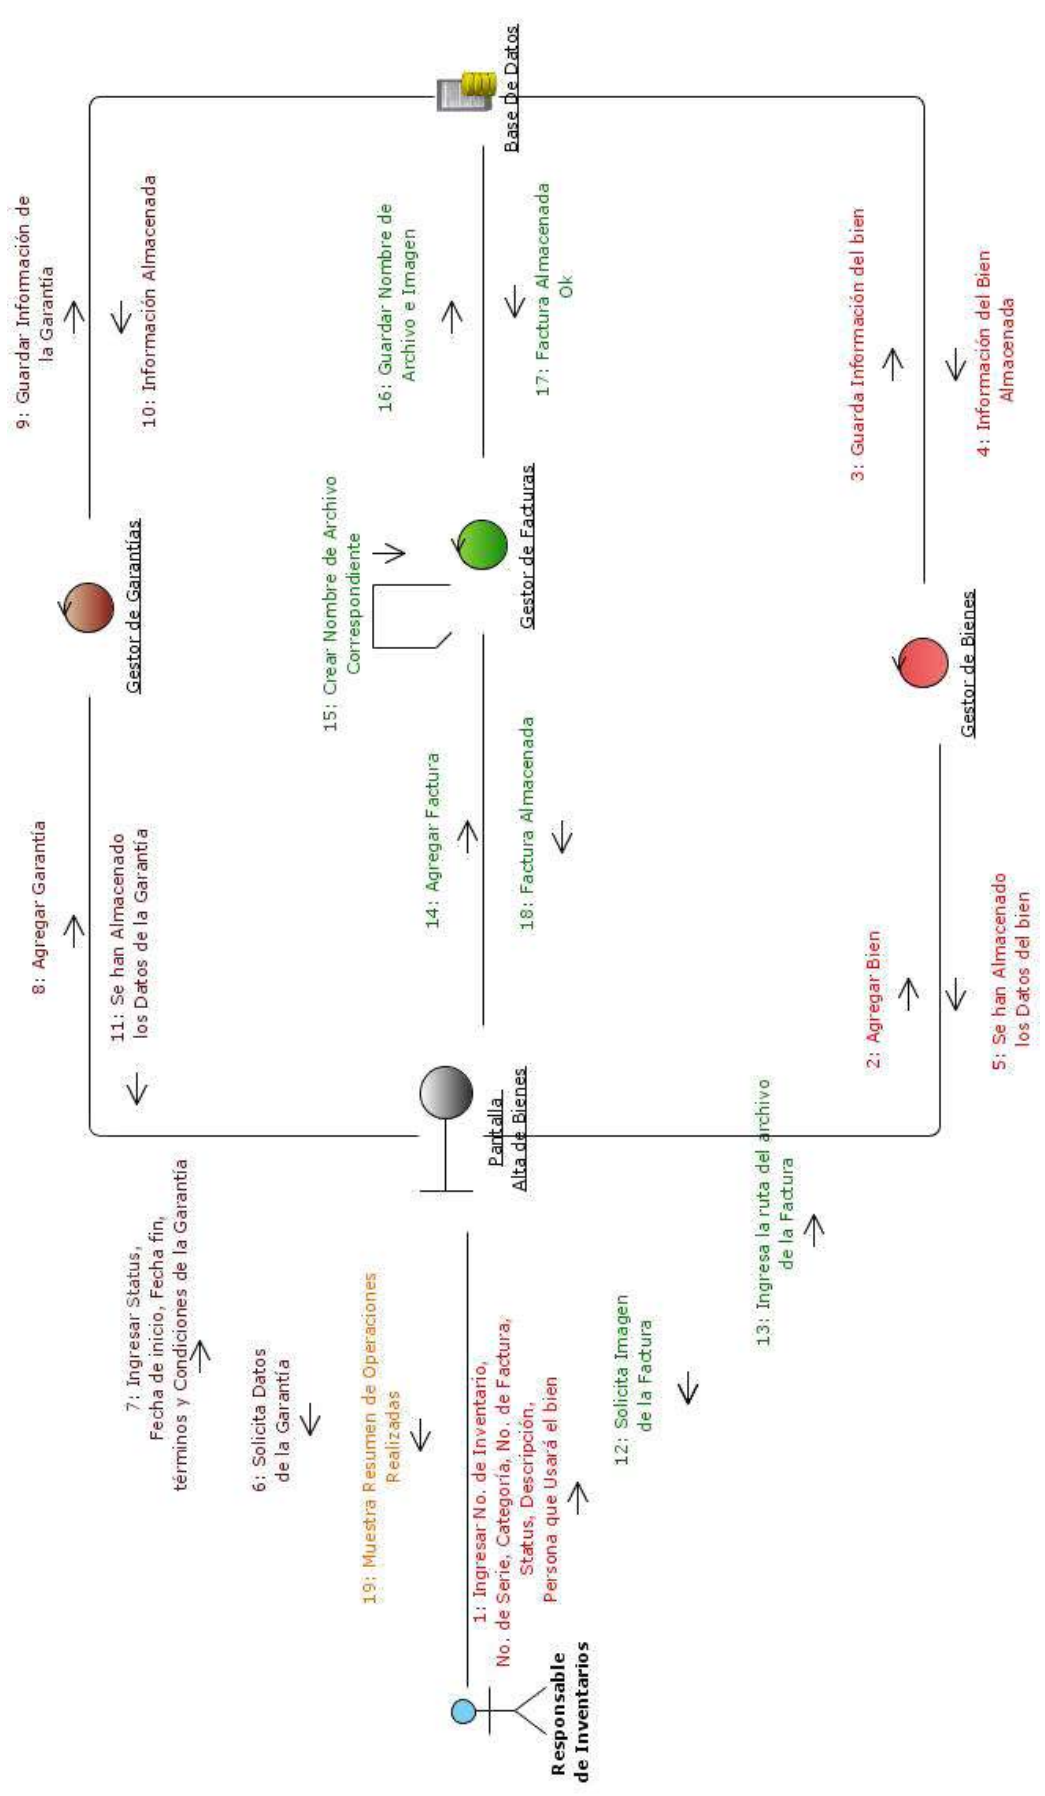 9: Guardar Información de
la Garantía
10: Información Almacenada
Gestor de Garantías
8: Agregar Garantía
11: Se han Almacenado
los Datos de la Garantía
7: Ingresar Status,
Fecha de inicio, Fecha fin,
términos y Condiciones de la Garantía
6: Solicita Datos
de la Garantía
19: Muestra Resumen de Operaciones
Realizadas
1: Ingresar No. de Inventario,
No. de Serie, Categoría, No. de Factura,
Status, Descripción,
Persona que Usará el bien
Responsable
de Inventarios
12: Solicita Imagen
de la Factura
13: Ingresa la ruta del archivo
de la Factura
Pantalla
Alta de Bienes
14: Agregar Factura
18: Factura Almacenada
15: Crear Nombre de Archivo
Correspondiente
Gestor de Facturas
16: Guardar Nombre de
Archivo e Imagen
17: Factura Almacenada
Ok
Base De Datos
2: Agregar Bien
5: Se han Almacenado
los Datos del bien
Gestor de Bienes
3: Guarda Información del bien
4: Información del Bien
Almacenada